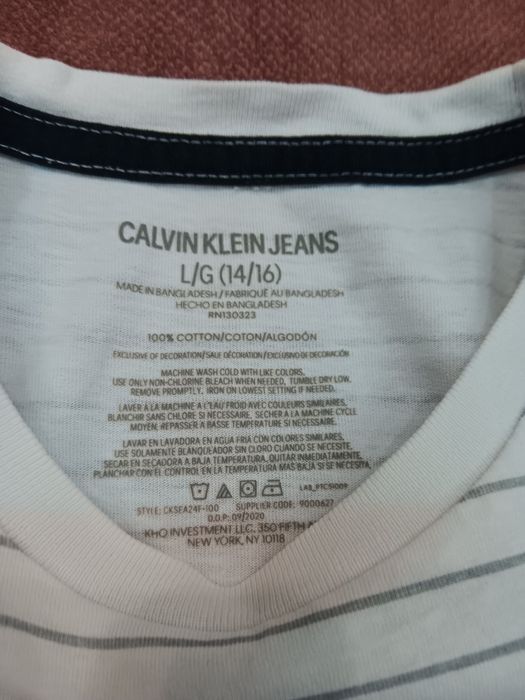 CALVIN KLEIN JEANS
L/G (14/16)
MADE IN BANGLADESH / FABRIQUÉ AU BANGLADESH
HECHO EN BANGLADESH
RN130323
100% COTTON/COTON/ALGODÓN
EXCLUSIVE OF DECORATION/SALE DÉCORATION/EXCLUSIVO DE DECORACIÓN
MACHINE WASH COLD WITH LIKE COLORS.
USE ONLY NON-CHLORINE BLEACH WHEN NEEDED. TUMBLE DRY LOW.
REMOVE PROMPTLY. IRON ON LOWEST SETTING IF NEEDED.
LAVER A LA MACHINE A L'EAU FROID AVEC COULEURS SIMILAIRES.
BLANCHIR SANS CHLORE SI NÉCESSAIRE. SECHER A LA MACHINE CYCLE
MOYEN. REPASSER A BASSE TEMPERATURE SI NÉCESSAIRE.
LAVAR EN LAVADORA EN AGUA FRIA CON COLORES SIMILARES.
USE SOLAMENTE BLANQUEADOR SIN CLORO CUANDO SE NECESITE.
SECAR EN SECADORA A BAJA TEMPERATURA. QUITAR INMEDIATAMENTE.
PLANCHAR CON EL CONTROL EN LA TEMPERATURA MAS BAJA SI SE NECESITA.
LAB_PTCS1009
STYLE: CKSEA24F-100 SUPPLIER CODE: 9000627
D.O.P: 09/2020
KHQ INVESTMENT LLC. 350 FIFTH
NEW YORK, NY 10118